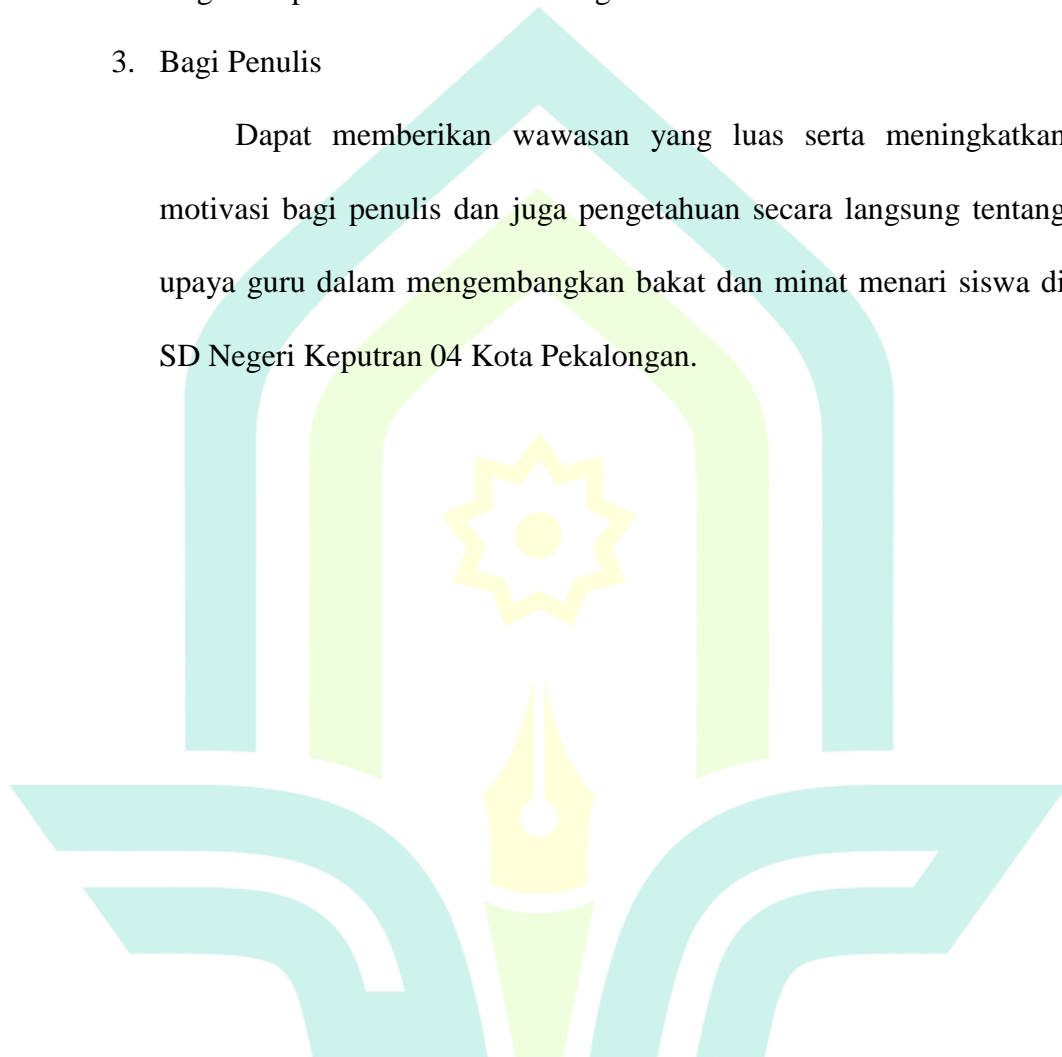 3. Bagi Penulis
Dapat memberikan wawasan yang luas serta meningkatkan
motivasi bagi penulis dan juga pengetahuan secara langsung tentang
upaya guru dalam mengembangkan bakat dan minat menari siswa di
SD Negeri Keputran 04 Kota Pekalongan.